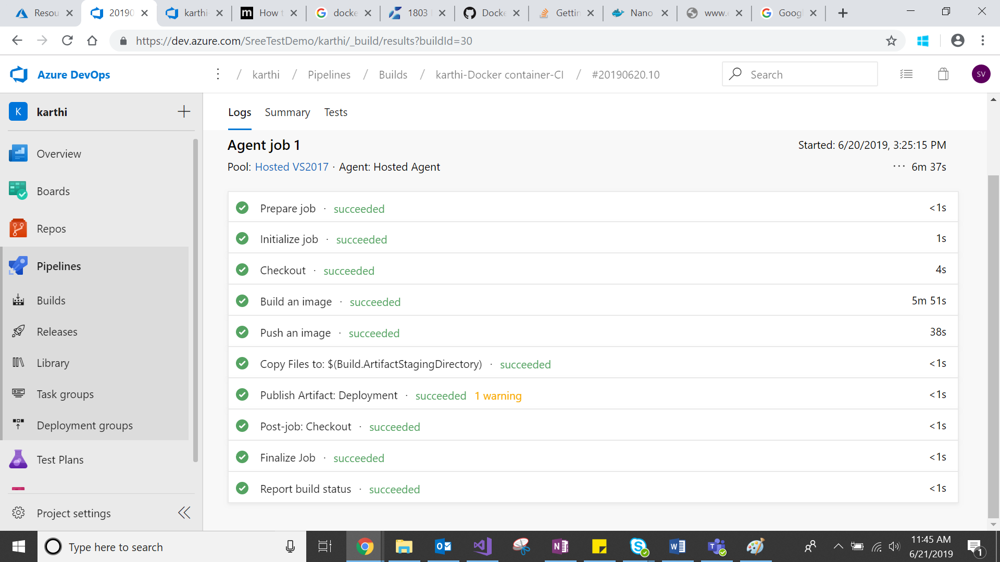 Resou
20190
karthi-
How t
docke
1803
Docke
Gettin
Nano
www.
Googl
https://dev.azure.com/SreeTestDemo/karthi/_build/results?buildId=30
Azure DevOps
/ karthi / Pipelines / Builds / karthi-Docker container-CI / #20190620.10
Search
SV
K karthi
Overview
Boards
Repos
Pipelines
Builds
Releases
Library
Task groups
Deployment groups
Test Plans
Project settings
Logs Summary Tests
Agent job 1
Started: 6/20/2019, 3:25:15 PM
Pool: Hosted VS2017 · Agent: Hosted Agent
··· 6m 37s
Prepare job · succeeded <1s
Initialize job · succeeded 1s
Checkout · succeeded 4s
Build an image · succeeded 5m 51s
Push an image · succeeded 38s
Copy Files to: $(Build.ArtifactStagingDirectory) · succeeded <1s
Publish Artifact: Deployment · succeeded 1 warning <1s
Post-job: Checkout · succeeded <1s
Finalize Job · succeeded <1s
Report build status · succeeded <1s
Type here to search
11:45 AM
6/21/2019
1